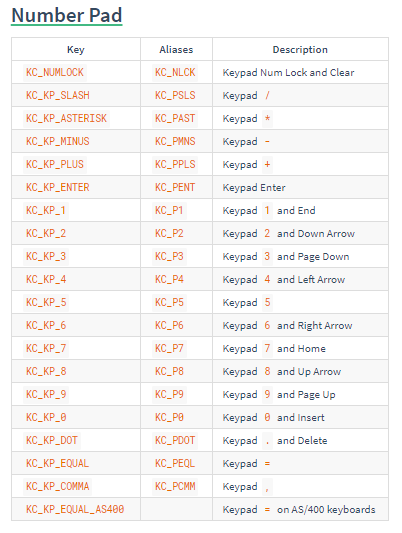 Number Pad
Key Aliases Description
KC_NUMLOCK KC_NLCK Keypad Num Lock and Clear
KC_KP_SLASH KC_PSLS Keypad /
KC_KP_ASTERISK KC_PAST Keypad *
KC_KP_MINUS KC_PMNS Keypad -
KC_KP_PLUS KC_PPLS Keypad +
KC_KP_ENTER KC_PENT Keypad Enter
KC_KP_1 KC_P1 Keypad 1 and End
KC_KP_2 KC_P2 Keypad 2 and Down Arrow
KC_KP_3 KC_P3 Keypad 3 and Page Down
KC_KP_4 KC_P4 Keypad 4 and Left Arrow
KC_KP_5 KC_P5 Keypad 5
KC_KP_6 KC_P6 Keypad 6 and Right Arrow
KC_KP_7 KC_P7 Keypad 7 and Home
KC_KP_8 KC_P8 Keypad 8 and Up Arrow
KC_KP_9 KC_P9 Keypad 9 and Page Up
KC_KP_0 KC_P0 Keypad 0 and Insert
KC_KP_DOT KC_PDOT Keypad . and Delete
KC_KP_EQUAL KC_PEQL Keypad =
KC_KP_COMMA KC_PCMM Keypad ,
KC_KP_EQUAL_AS400 Keypad = on AS/400 keyboards